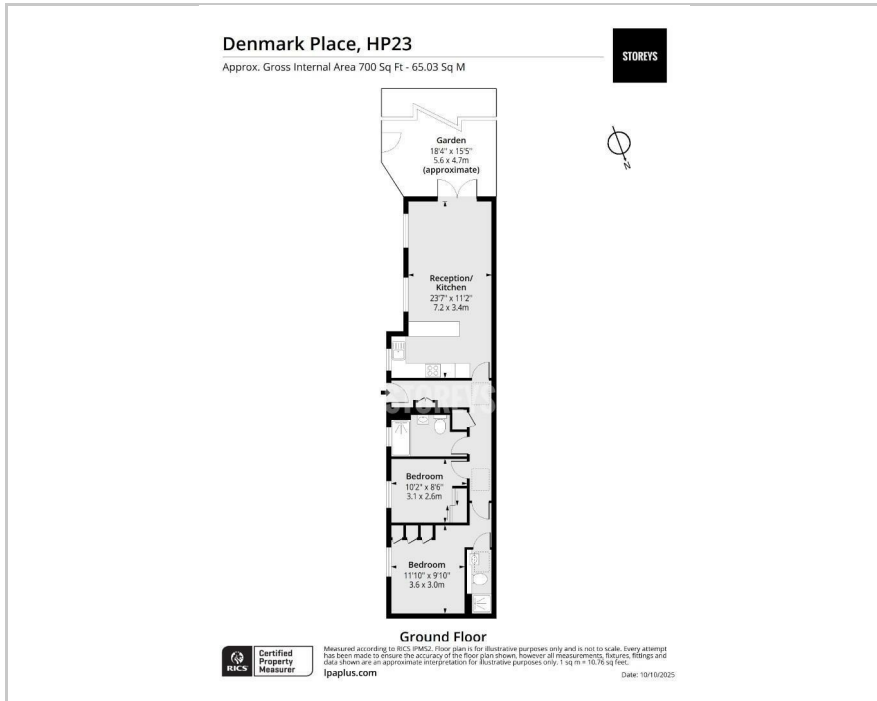 Denmark Place, HP23
Approx. Gross Internal Area 700 Sq Ft - 65.03 Sq M
STOREYS
Garden
18'4" x 15'5"
5.6 x 4.7m
(approximate)
N
Reception/
Kitchen
23'7" x 11'2"
7.2 x 3.4m
STOREYS
Bedroom
10'2" x 8'6"
3.1 x 2.6m
Bedroom
11'10" x 9'10"
3.6 x 3.0m
Ground Floor
RICS
Certified
Property
Measurer
Measured according to RICS IPMS2. Floor plan is for illustrative purposes only and is not to scale. Every attempt
has been made to ensure the accuracy of the floor plan shown, however all measurements, fixtures, fittings and
data shown are an approximate interpretation for illustrative purposes only. 1 sq m = 10.76 sq feet.
lpaplus.com
Date: 10/10/2025